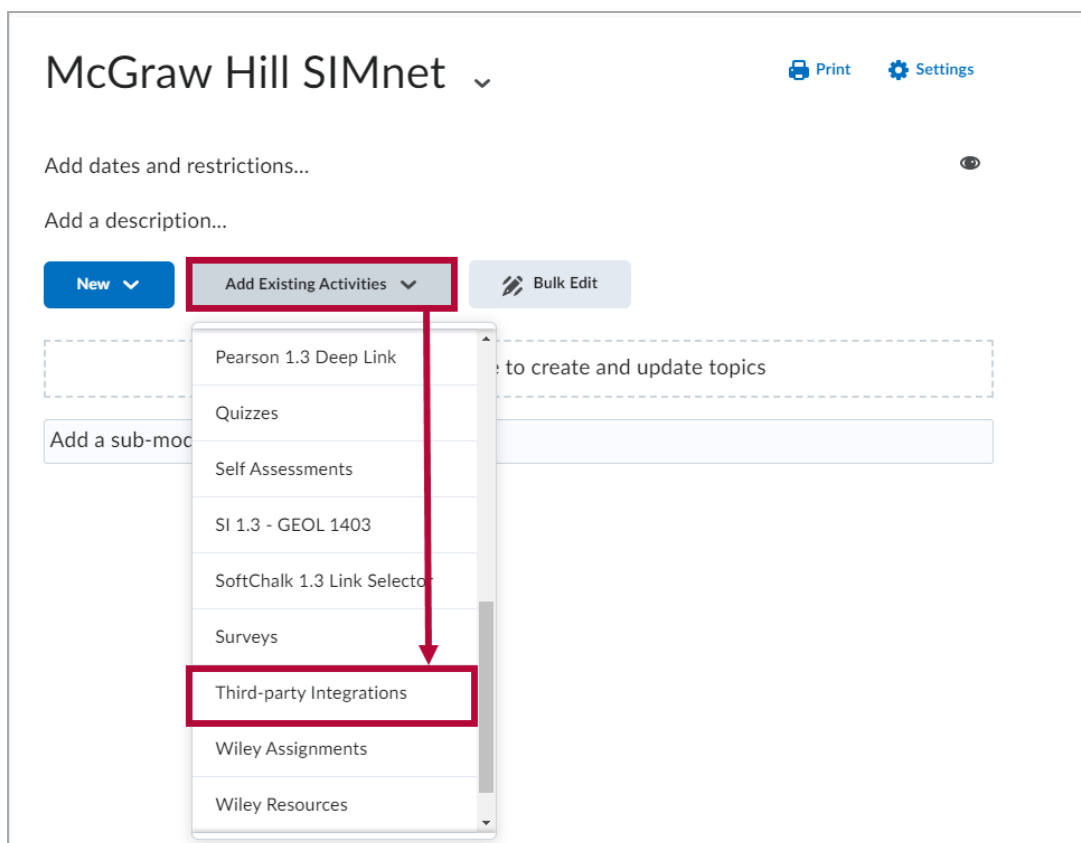 McGraw Hill SIMnet
Print
Settings
Add dates and restrictions...
Add a description...
New
Add Existing Activities
Bulk Edit
to create and update topics
Add a sub-mod
Pearson 1.3 Deep Link
Quizzes
Self Assessments
SI 1.3 - GEOL 1403
SoftChalk 1.3 Link Selector
Surveys
Third-party Integrations
Wiley Assignments
Wiley Resources